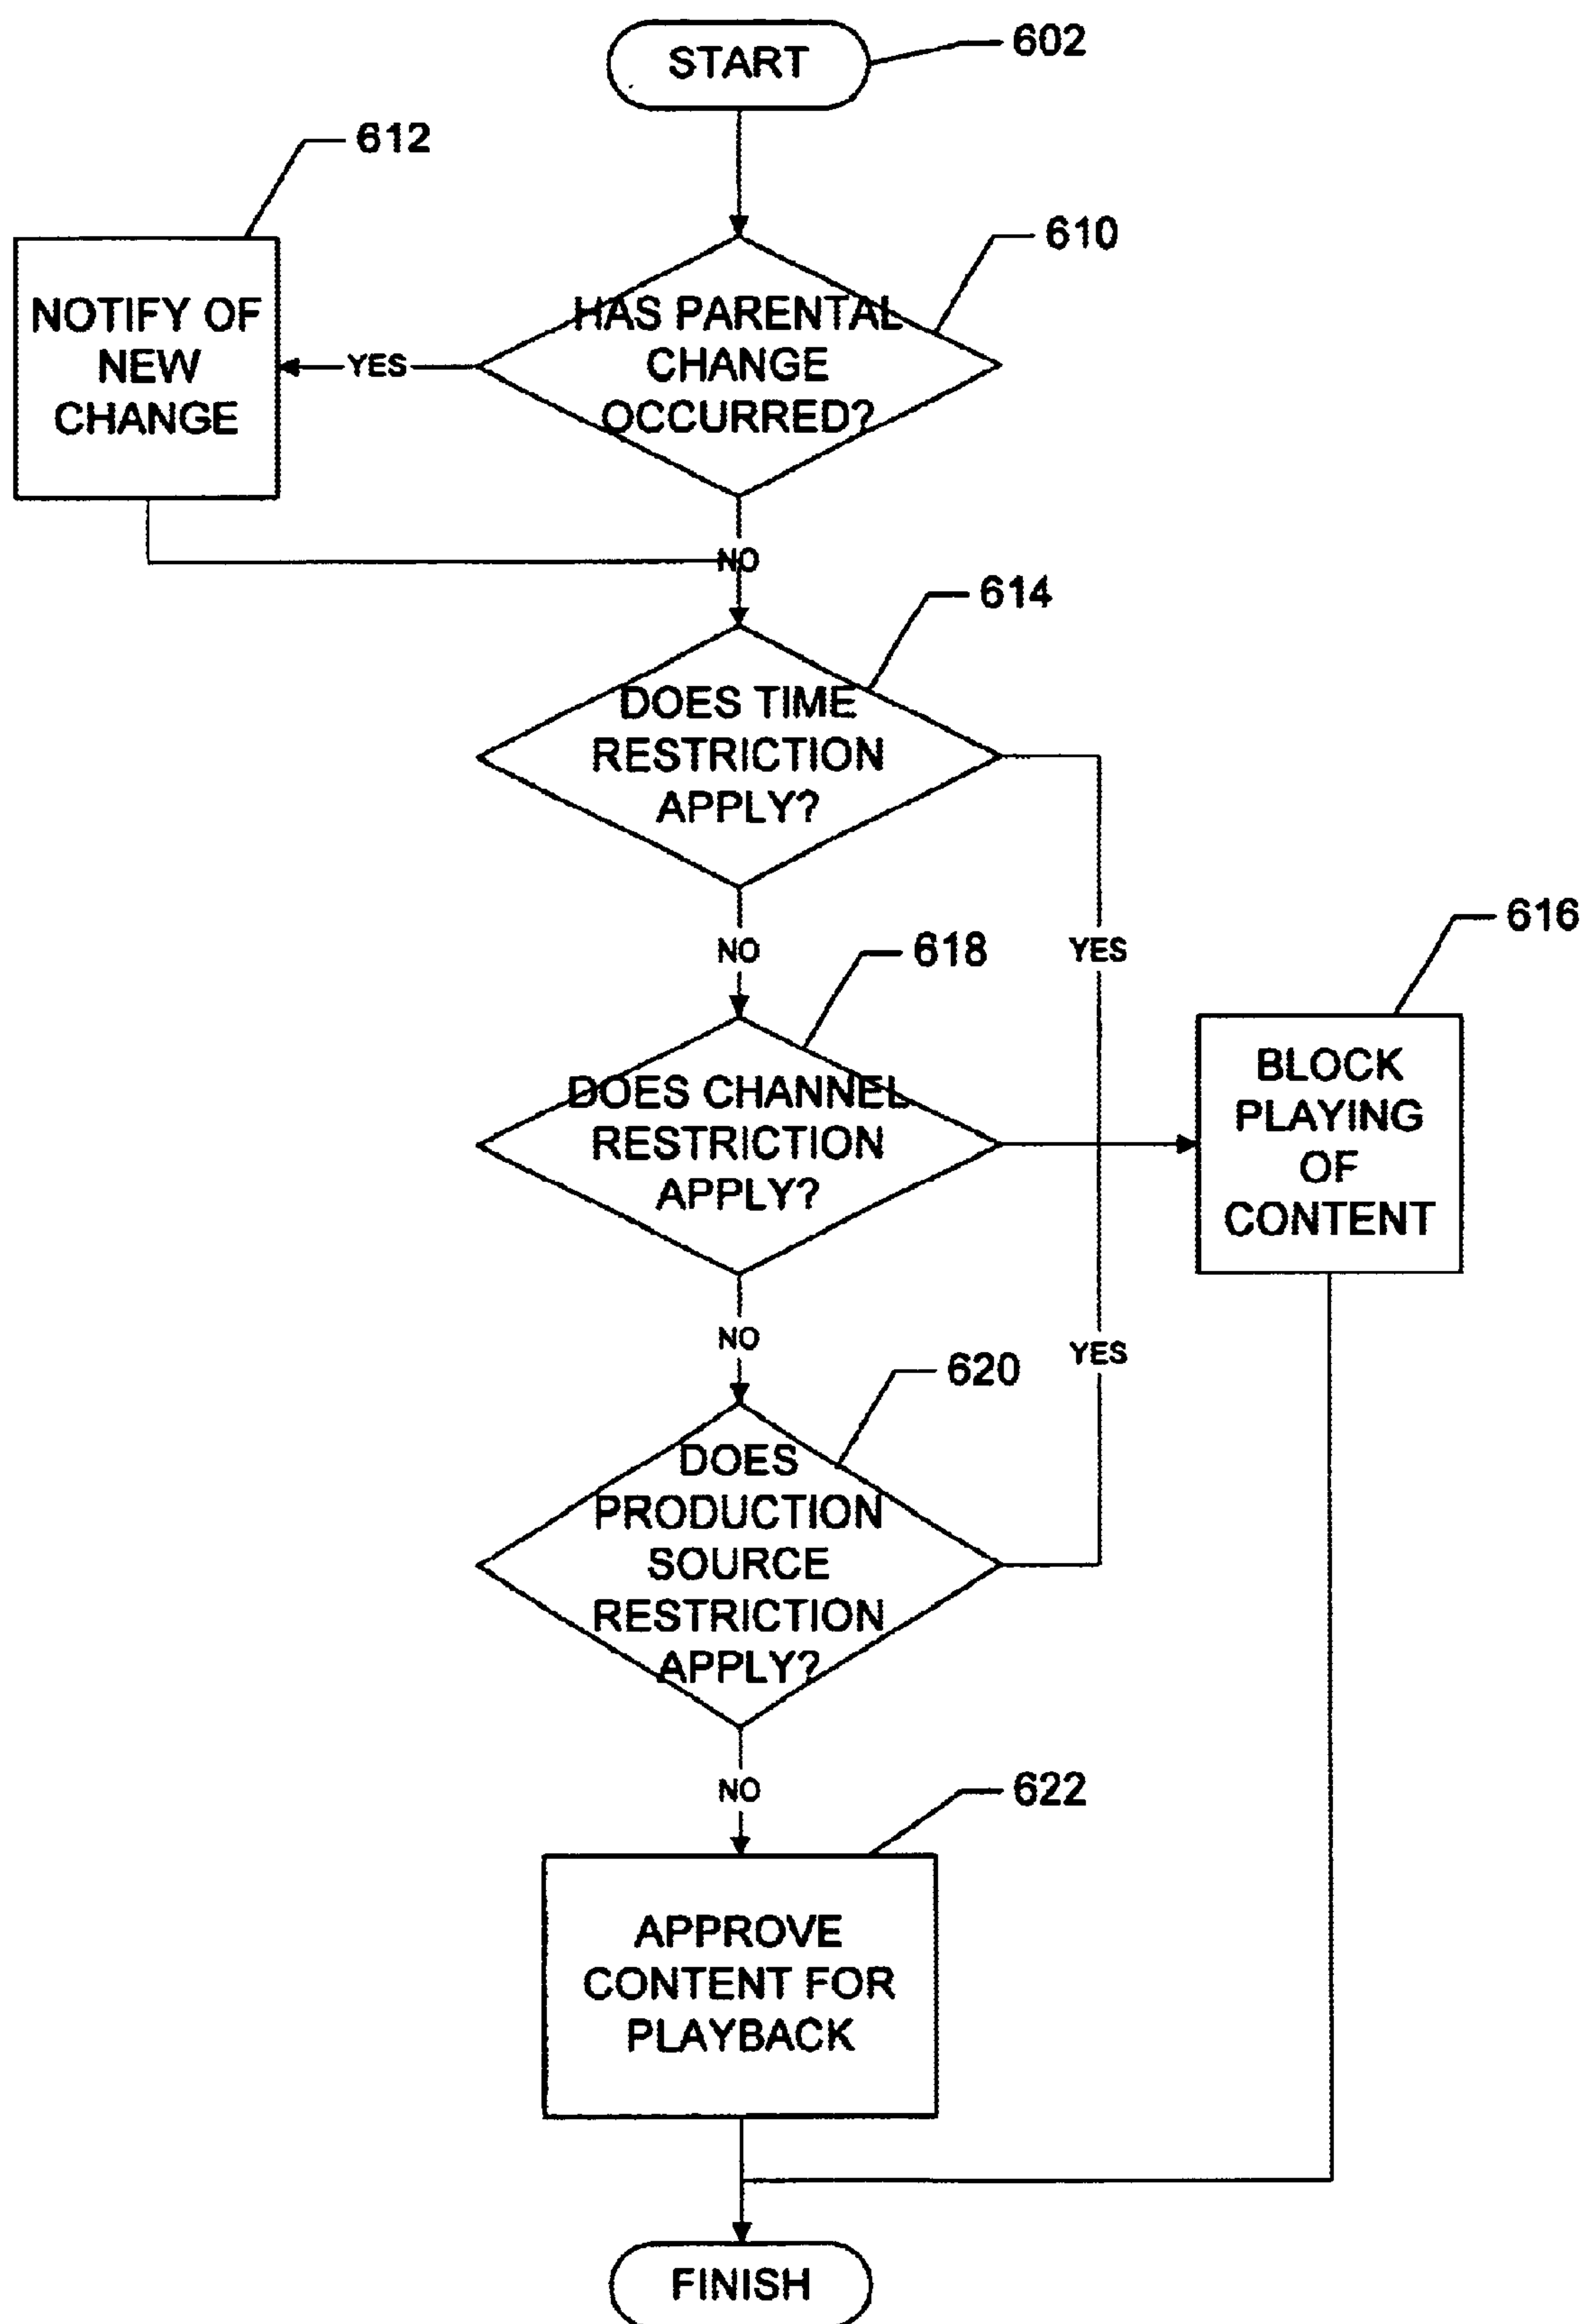 START
602
612
610
NOTIFY OF
NEW
CHANGE
YES
HAS PARENTAL
CHANGE
OCCURRED?
NO
614
DOES TIME
RESTRICTION
APPLY?
NO
YES
616
618
DOES CHANNEL
RESTRICTION
APPLY?
BLOCK
PLAYING
OF
CONTENT
NO
YES
620
DOES
PRODUCTION
SOURCE
RESTRICTION
APPLY?
NO
622
APPROVE
CONTENT FOR
PLAYBACK
FINISH